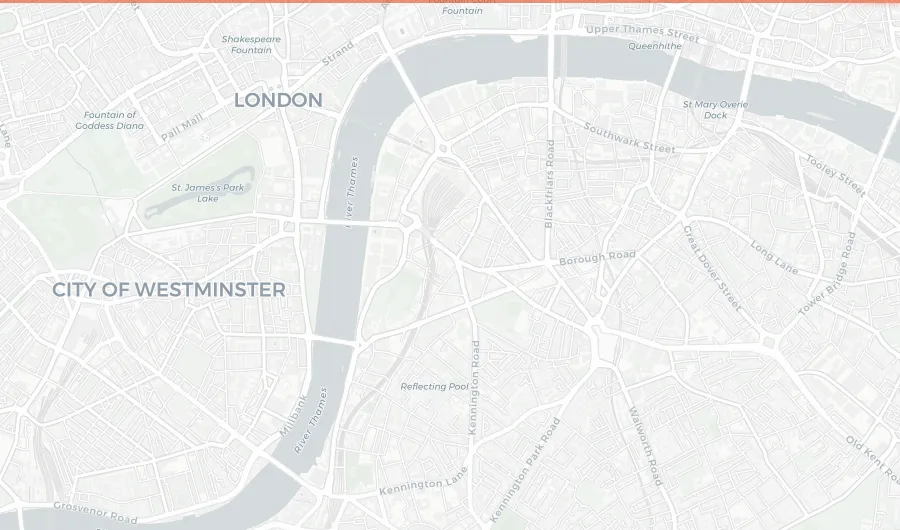 Fountain
Upper Thames Street
Queenhithe
Shakespeare
Fountain
Strand
LONDON
St Mary Overie
Dock
Fountain of
Goddess Diana
Pall Mall
Southwark Street
Tooley Street
Lane
Blackfriars Road
River Thames
St. James's Park
Lake
Great Dover Street
Long Lane
Borough Road
Tower Bridge Road
CITY OF WESTMINSTER
Kennington Road
Reflecting Pool
Millbank
River Thames
Walworth Road
Kennington Park Road
Old Kent Roa
Kennington Lane
Grosvenor Road